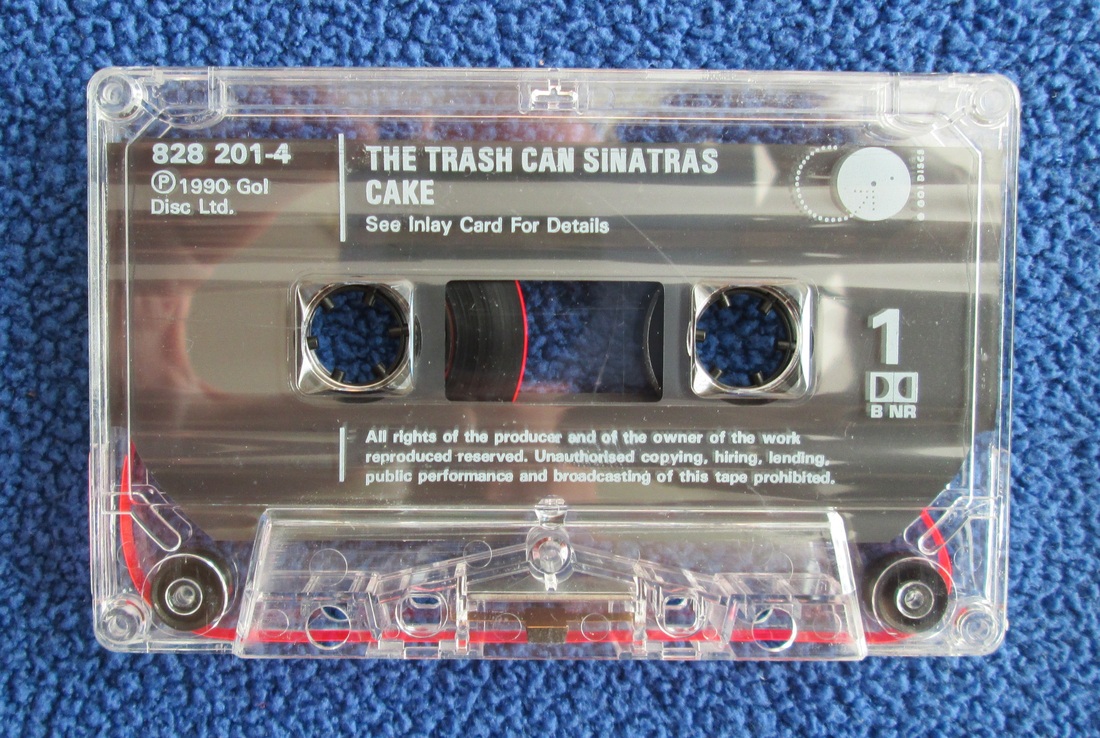 828 201-4
Ⓟ 1990 Go!
Disc Ltd.
THE TRASH CAN SINATRAS
CAKE
See Inlay Card For Details
GO! DISCS
1
B NR
All rights of the producer and of the owner of the work
reproduced reserved. Unauthorised copying, hiring, lending,
public performance and broadcasting of this tape prohibited.